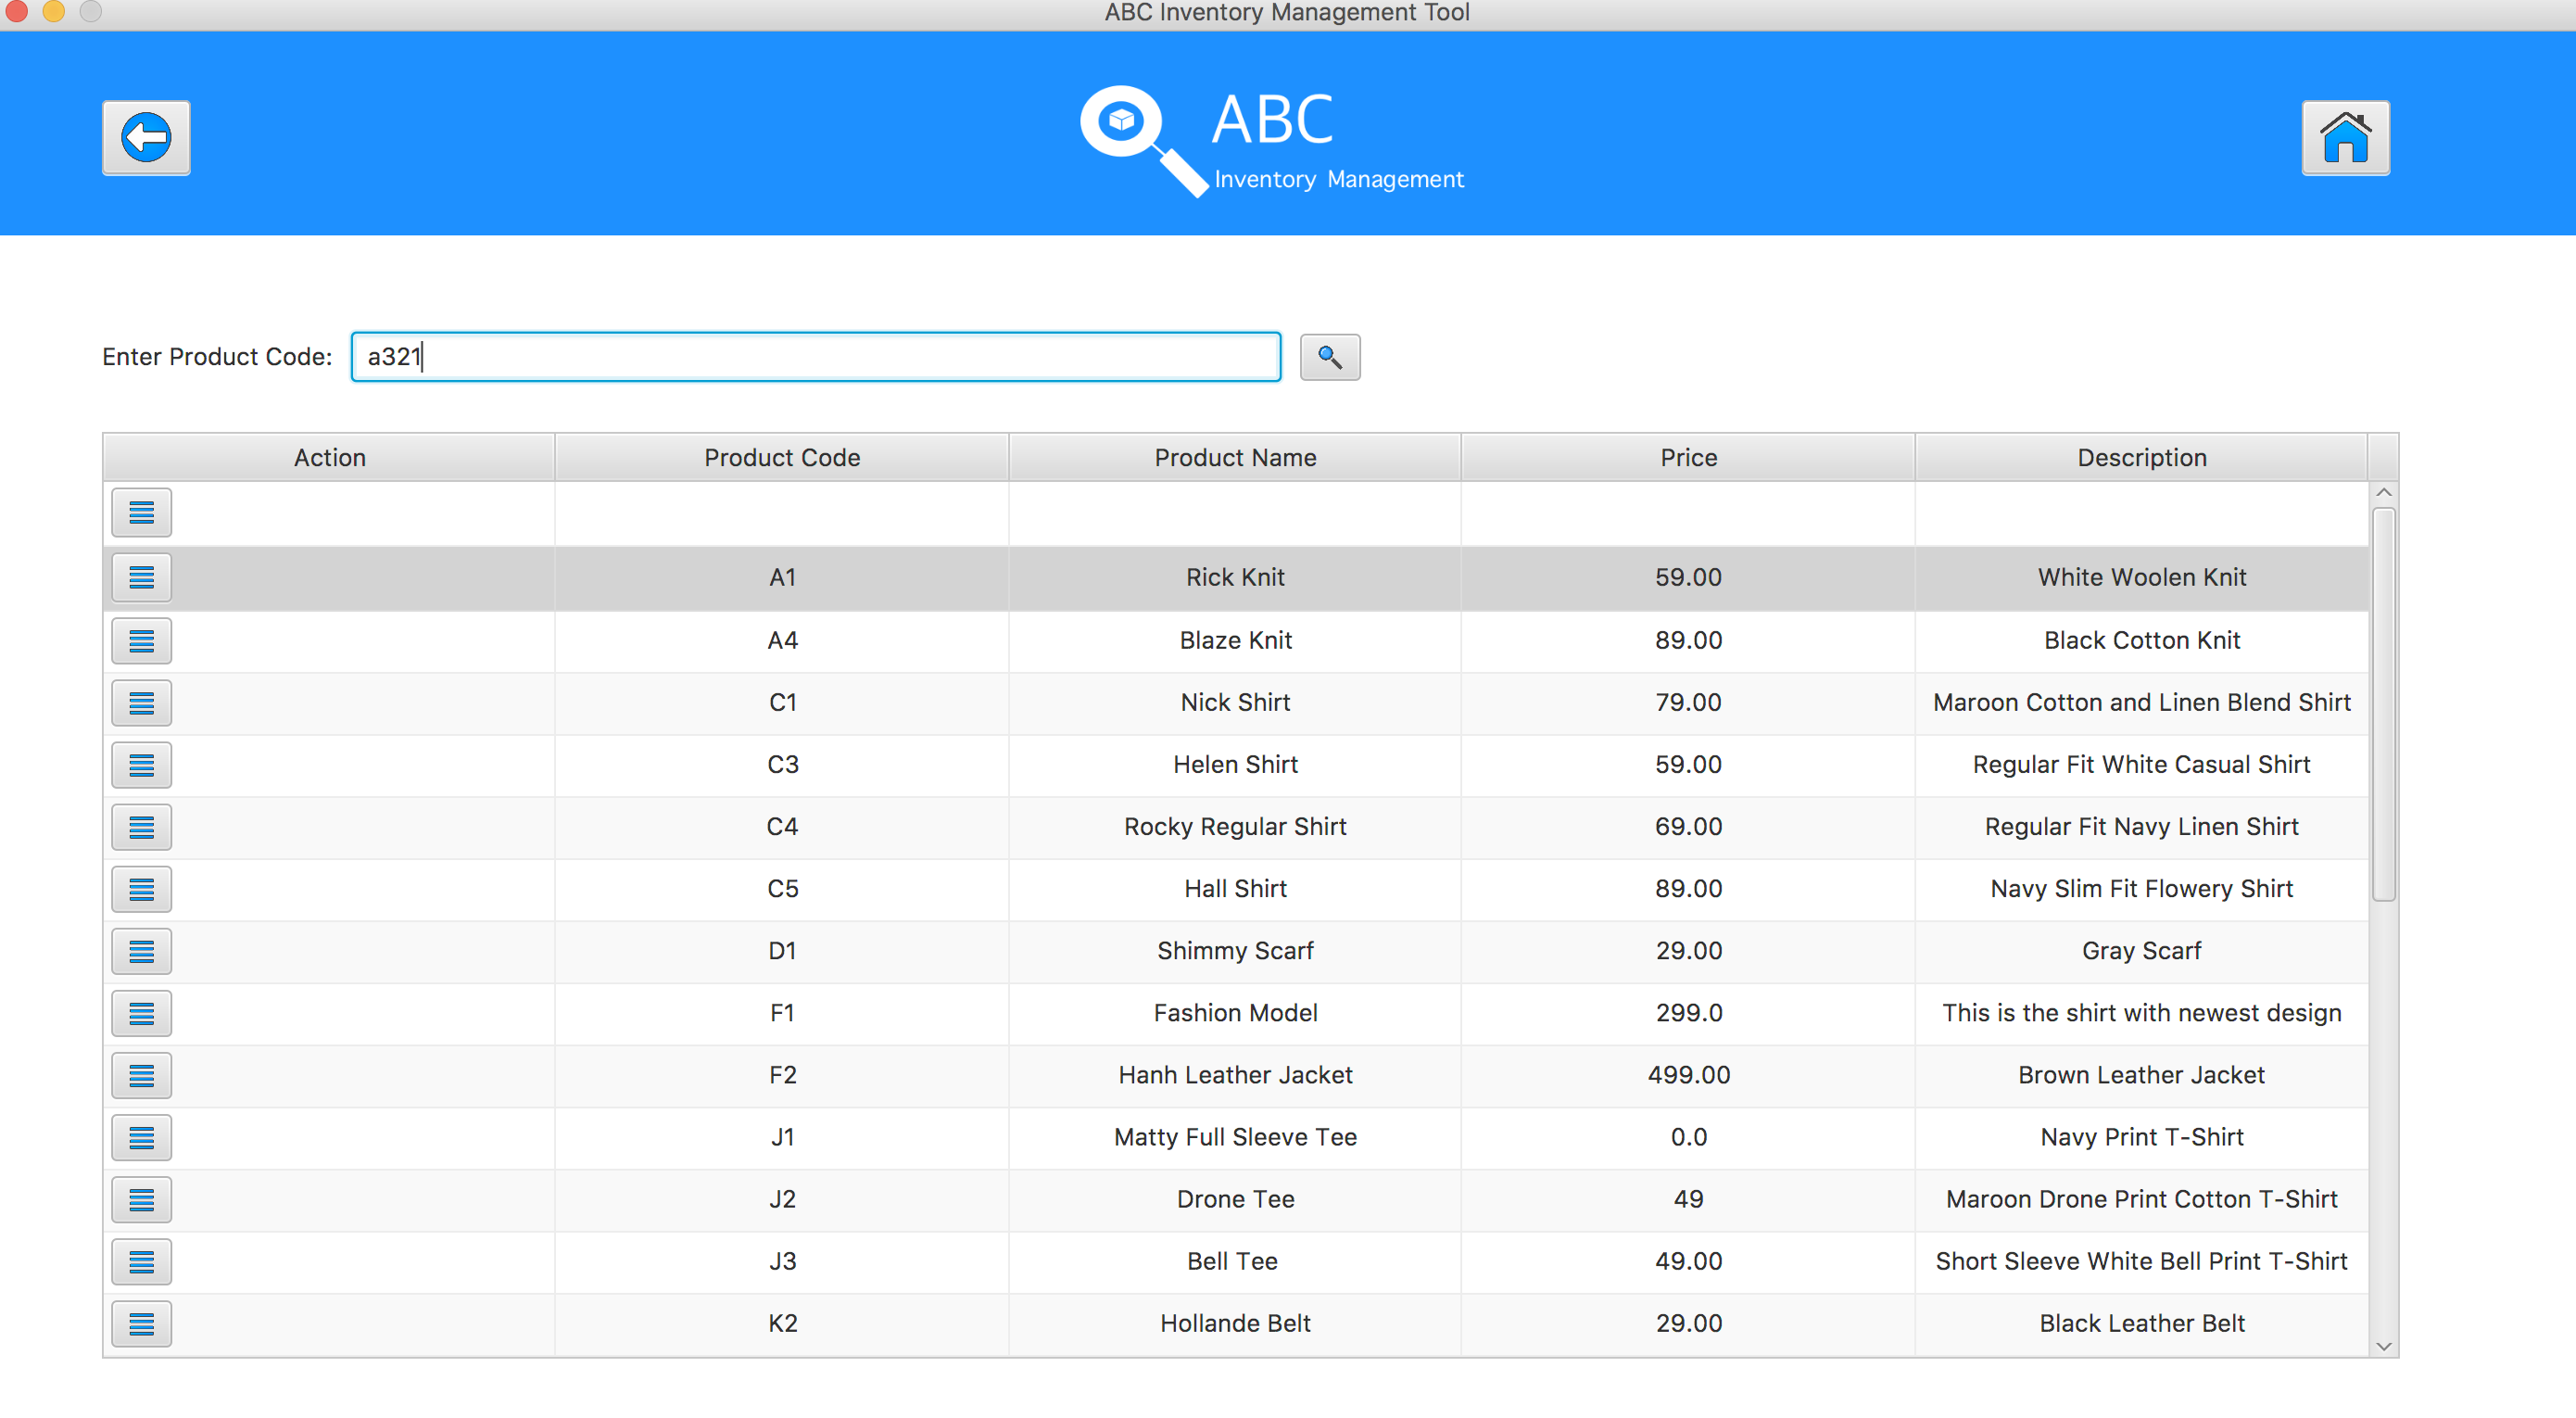 ABC Inventory Management Tool
ABC
Inventory Management
Enter Product Code: a321
Action Product Code Product Name Price Description
A1 Rick Knit 59.00 White Woolen Knit
A4 Blaze Knit 89.00 Black Cotton Knit
C1 Nick Shirt 79.00 Maroon Cotton and Linen Blend Shirt
C3 Helen Shirt 59.00 Regular Fit White Casual Shirt
C4 Rocky Regular Shirt 69.00 Regular Fit Navy Linen Shirt
C5 Hall Shirt 89.00 Navy Slim Fit Flowery Shirt
D1 Shimmy Scarf 29.00 Gray Scarf
F1 Fashion Model 299.0 This is the shirt with newest design
F2 Hanh Leather Jacket 499.00 Brown Leather Jacket
J1 Matty Full Sleeve Tee 0.0 Navy Print T-Shirt
J2 Drone Tee 49 Maroon Drone Print Cotton T-Shirt
J3 Bell Tee 49.00 Short Sleeve White Bell Print T-Shirt
K2 Hollande Belt 29.00 Black Leather Belt